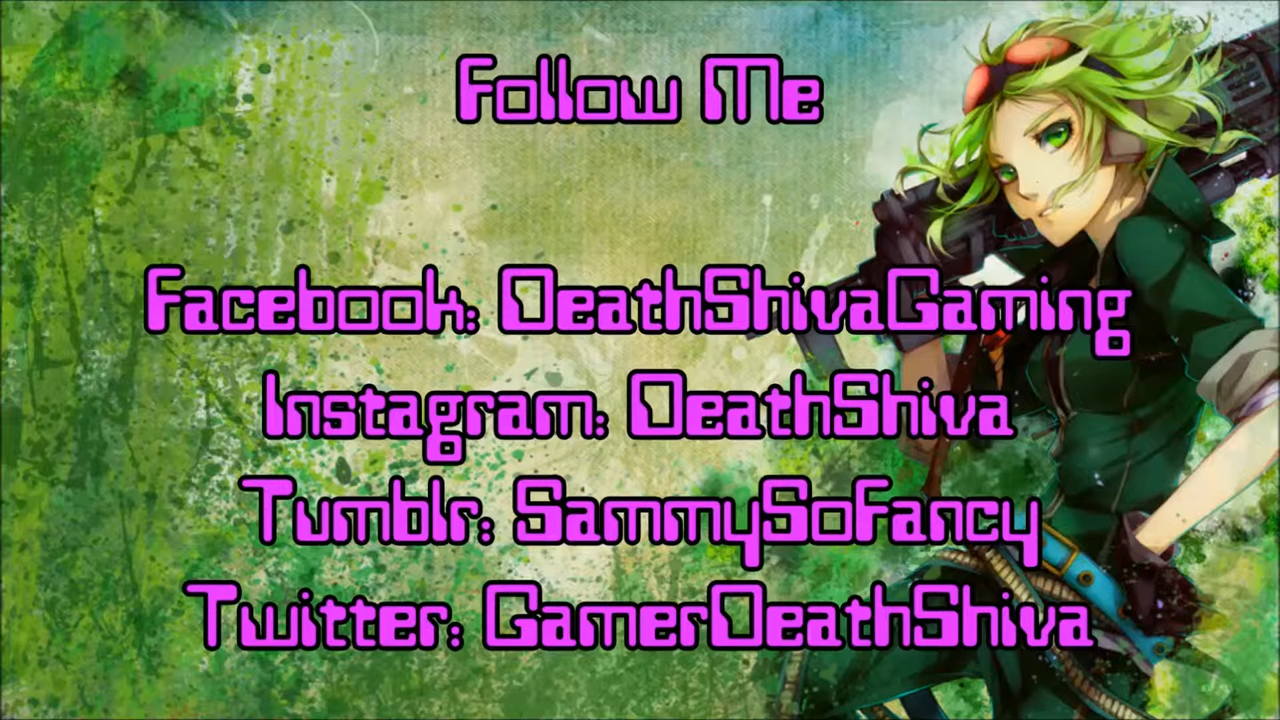 Follow Me
Facebook: DeathShivaGaming
Instagram: DeathShiva
Tumblr: SammySoFancy
Twitter: GamerDeathShiva